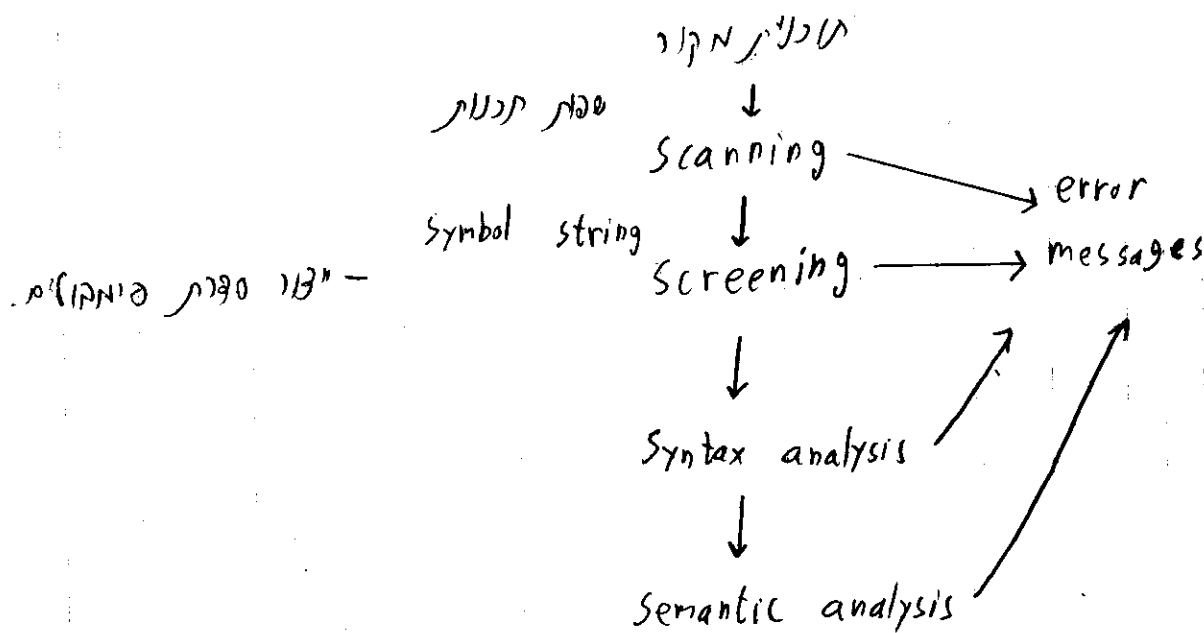 תוכנית מקור
שפת תכנות
Scanning
error
Symbol string
messages
Screening
– ייצור סדרת סימבולים.
Syntax analysis
Semantic analysis